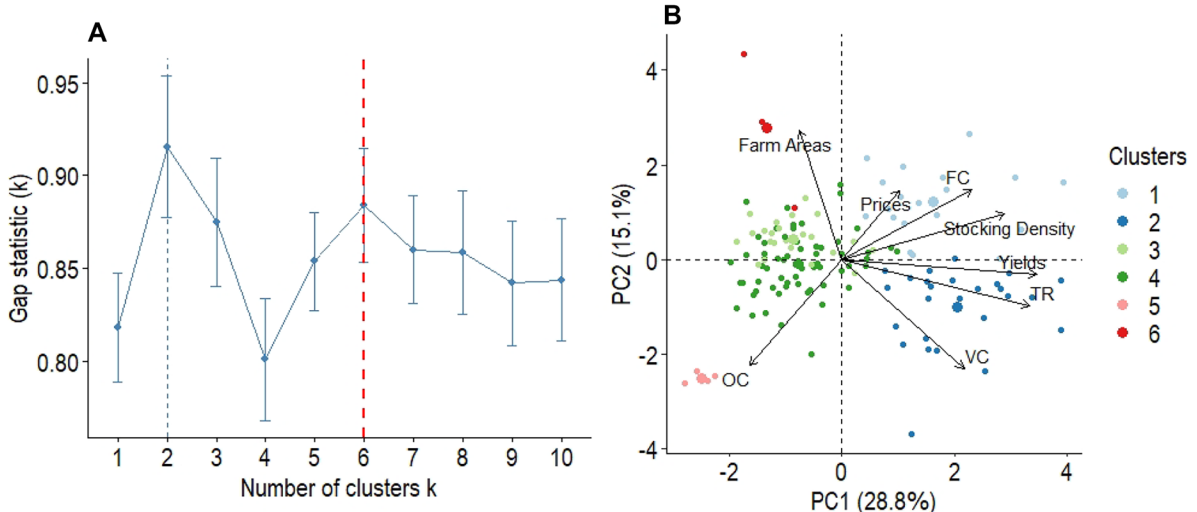 A
Gap statistic (k)
0.95
0.90
0.85
0.80
1 2 3 4 5 6 7 8 9 10
Number of clusters k
B
PC2 (15.1%)
4
2
0
-2
-4
Farm Areas
FC
Prices
Stocking Density
Yields
TR
VC
OC
-2 0 2 4
PC1 (28.8%)
Clusters
1
2
3
4
5
6